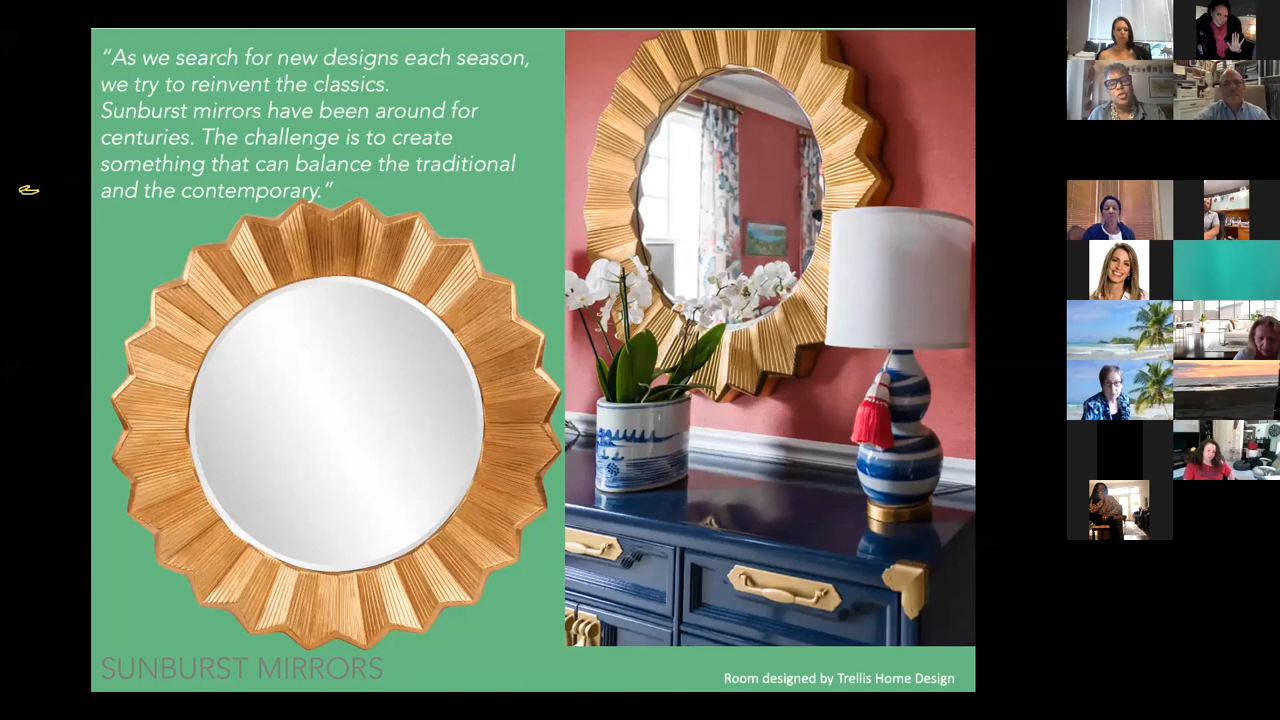 “As we search for new designs each season,
we try to reinvent the classics.
Sunburst mirrors have been around for
centuries. The challenge is to create
something that can balance the traditional
and the contemporary.”
SUNBURST MIRRORS
Room designed by Trellis Home Design